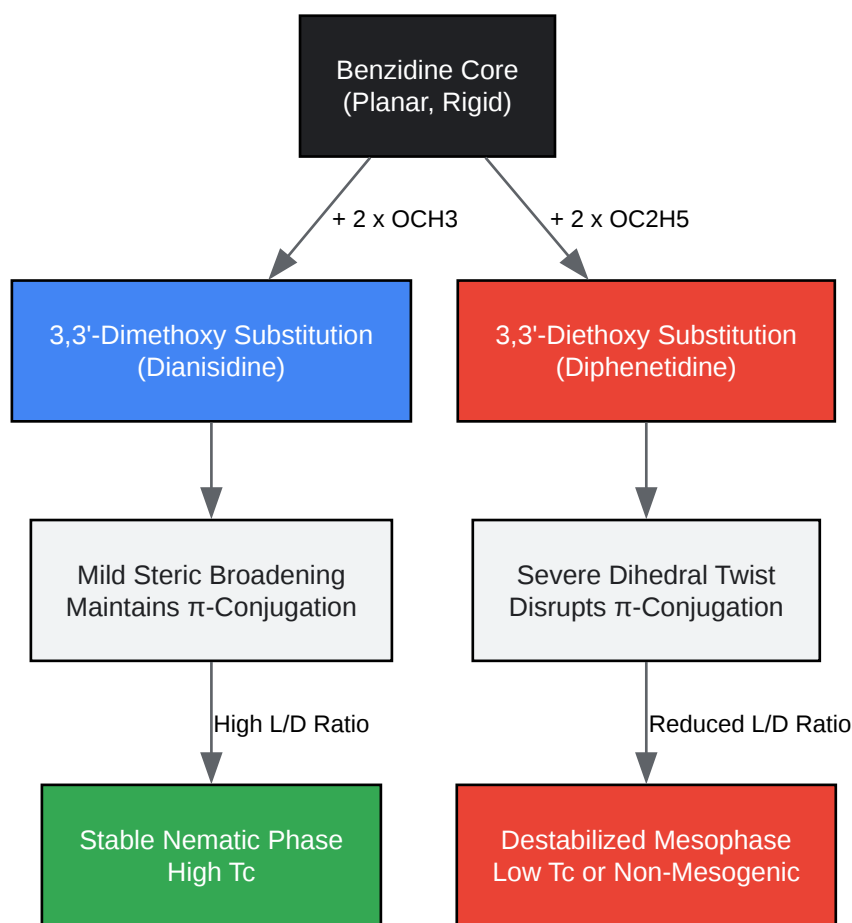 Benzidine Core
(Planar, Rigid)
+ 2 x OCH3
+ 2 x OC2H5
3,3'-Dimethoxy Substitution
(Dianisidine)
3,3'-Diethoxy Substitution
(Diphenetidine)
Mild Steric Broadening
Maintains π-Conjugation
Severe Dihedral Twist
Disrupts π-Conjugation
High L/D Ratio
Reduced L/D Ratio
Stable Nematic Phase
High Tc
Destabilized Mesophase
Low Tc or Non-Mesogenic